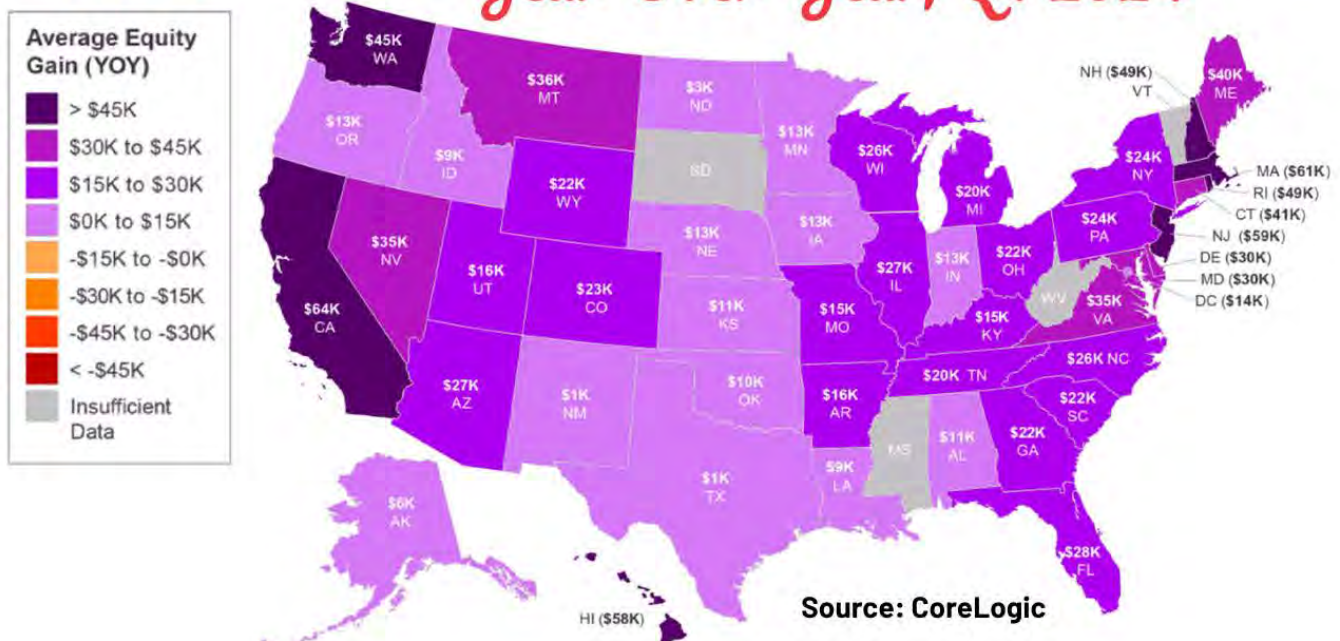 Year-Over-Year, Q1 2024
Average Equity
Gain (YOY)
> $45K
$30K to $45K
$15K to $30K
$0K to $15K
-$15K to -$0K
-$30K to -$15K
-$45K to -$30K
< -$45K
Insufficient
Data
$45K
WA
$13K
OR
$9K
ID
$36K
MT
$3K
ND
$13K
MN
SD
$22K
WY
$26K
WI
$20K
MI
NH ($49K)
VT
$40K
ME
$24K
NY
MA ($61K)
RI ($49K)
CT ($41K)
NJ ($59K)
DE ($30K)
MD ($30K)
DC ($14K)
$64K
CA
$35K
NV
$16K
UT
$23K
CO
$13K
NE
$13K
IA
$27K
IL
$13K
IN
$22K
OH
$24K
PA
WV
$35K
VA
$11K
KS
$15K
MO
$15K
KY
$27K
AZ
$1K
NM
$10K
OK
$16K
AR
$20K TN
$26K NC
$22K
SC
$1K
TX
$9K
LA
MS
$11K
AL
$22K
GA
$28K
FL
$6K
AK
HI ($58K)
Source: CoreLogic